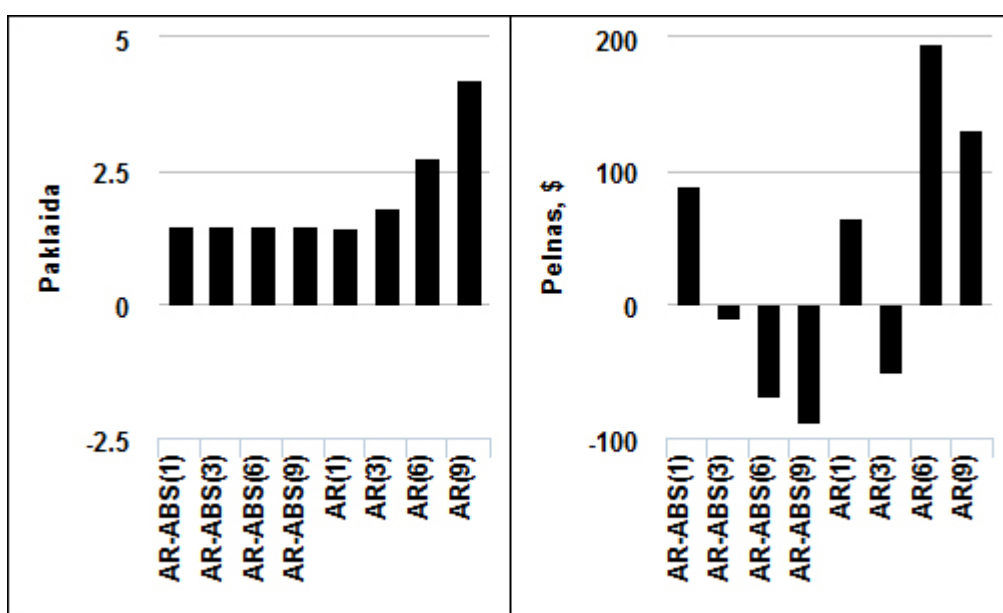 Paklaida
5
2.5
0
-2.5
AR-ABS(1)
AR-ABS(3)
AR-ABS(6)
AR-ABS(9)
AR(1)
AR(3)
AR(6)
AR(9)
Pelnas, $
200
100
0
-100
AR-ABS(1)
AR-ABS(3)
AR-ABS(6)
AR-ABS(9)
AR(1)
AR(3)
AR(6)
AR(9)